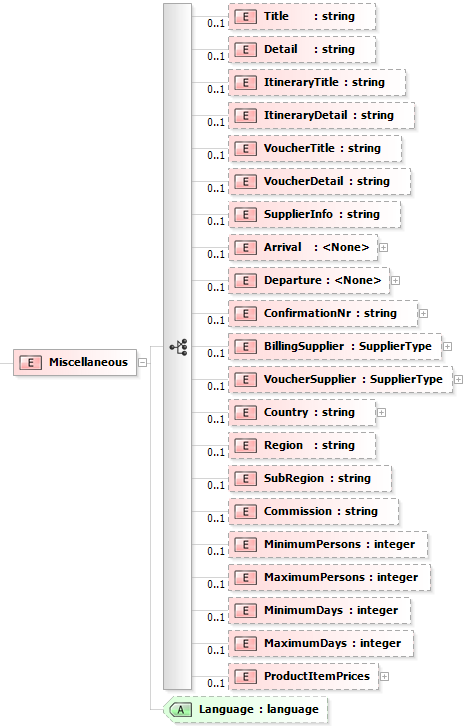 E Title : string
0..1
E Detail : string
0..1
E ItineraryTitle : string
0..1
E ItineraryDetail : string
0..1
E VoucherTitle : string
0..1
E VoucherDetail : string
0..1
E SupplierInfo : string
0..1
E Arrival : <None>
0..1
E Departure : <None>
0..1
E ConfirmationNr : string
0..1
E BillingSupplier : SupplierType
0..1
E Miscellaneous
E VoucherSupplier : SupplierType
0..1
E Country : string
0..1
E Region : string
0..1
E SubRegion : string
0..1
E Commission : string
0..1
E MinimumPersons : integer
0..1
E MaximumPersons : integer
0..1
E MinimumDays : integer
0..1
E MaximumDays : integer
0..1
E ProductItemPrices
0..1
A Language : language